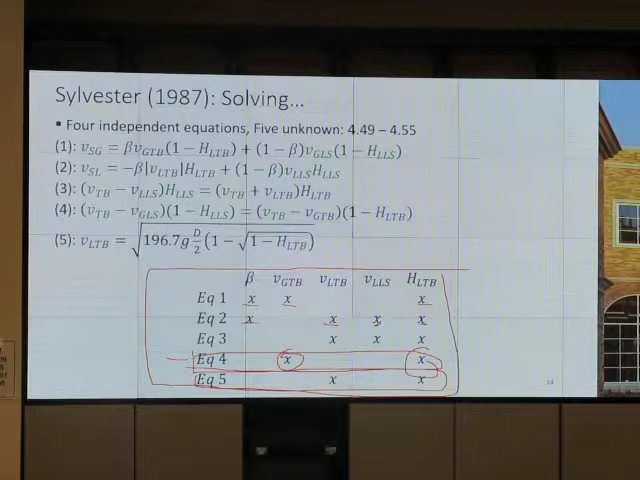 Sylvester (1987): Solving…
▪ Four independent equations, Five unknown: 4.49 – 4.55
(1): v_SG = βv_GTB(1 − H_LTB) + (1 − β)v_GLS(1 − H_LLS)
(2): v_SL = −β|v_LTB|H_LTB + (1 − β)v_LLS H_LLS
(3): (v_TB − v_LLS)H_LLS = (v_TB + v_LTB)H_LTB
(4): (v_TB − v_GLS)(1 − H_LLS) = (v_TB − v_GTB)(1 − H_LTB)
(5): v_LTB = √(196.7g D/2 (1 − √(1 − H_LTB)))
β v_GTB v_LTB v_LLS H_LTB
Eq 1 x x x
Eq 2 x x x x
Eq 3 x x x
Eq 4 x x
Eq 5 x x